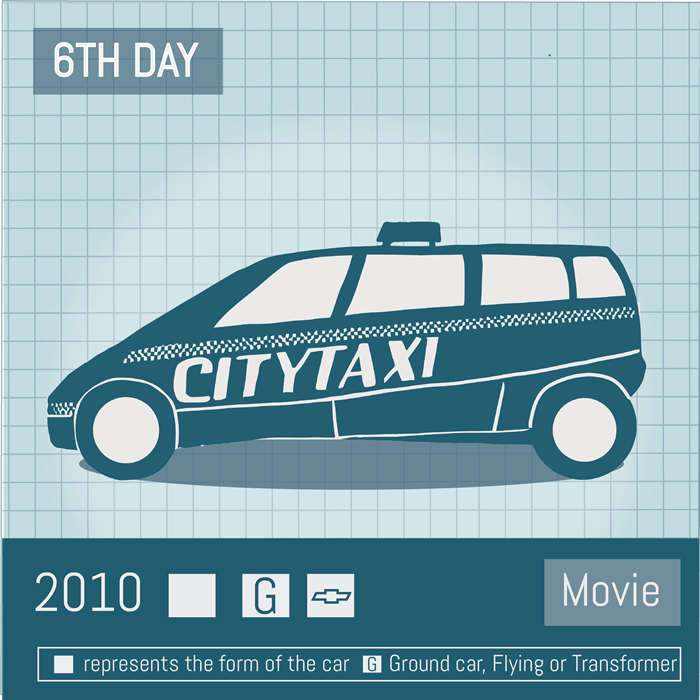 6TH DAY
CITYTAXI
2010 G Movie
represents the form of the car G Ground car, Flying or Transformer